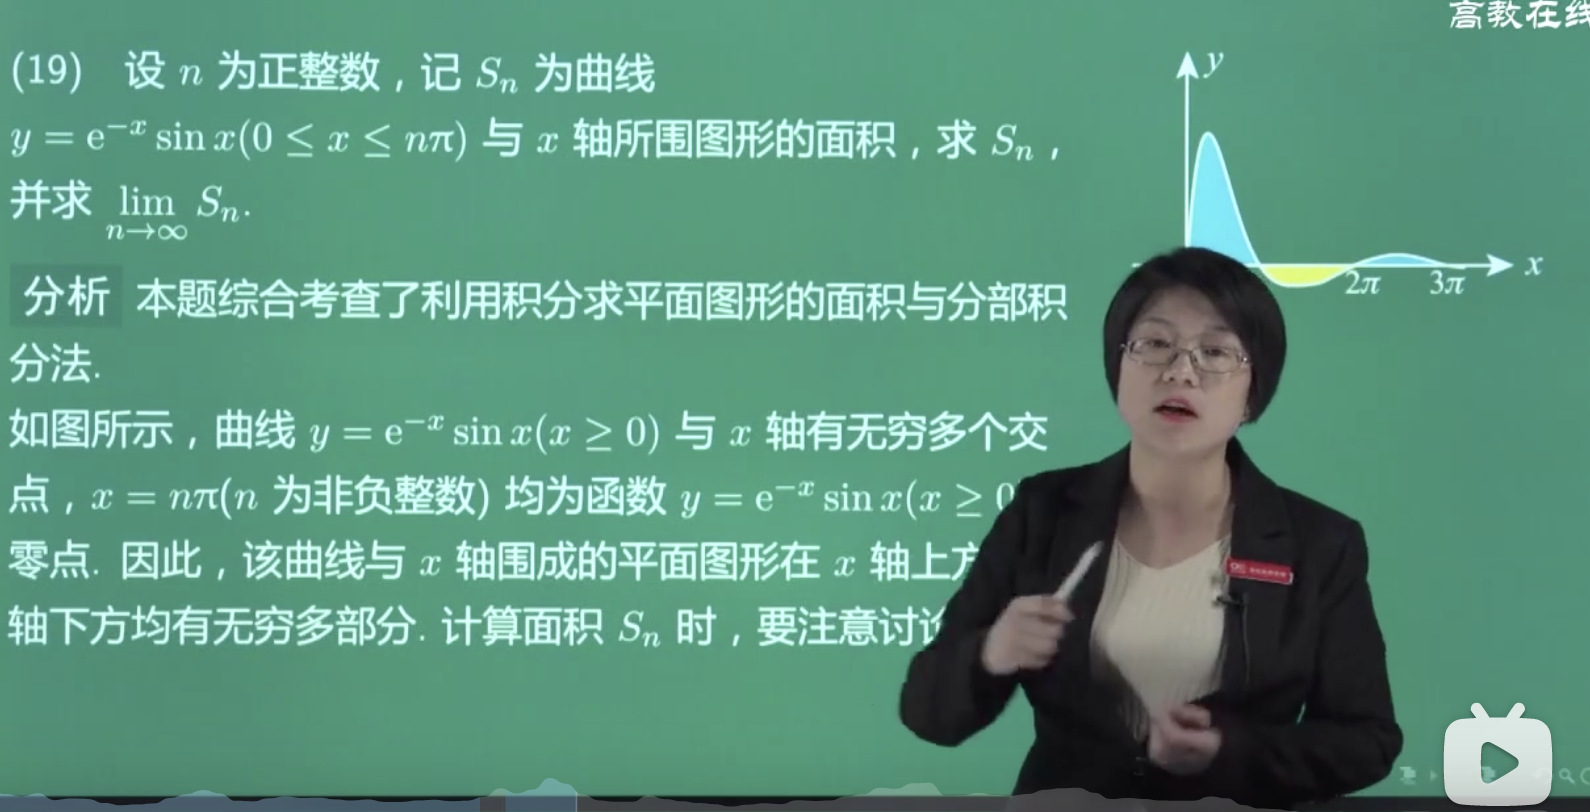 高教在线
(19) 设 n 为正整数，记 Sₙ 为曲线
y = e⁻ˣ sin x(0 ≤ x ≤ nπ) 与 x 轴所围图形的面积，求 Sₙ，
并求 lim Sₙ.
n→∞
y
x
2π
3π
分析 本题综合考查了利用积分求平面图形的面积与分部积
分法.
如图所示，曲线 y = e⁻ˣ sin x(x ≥ 0) 与 x 轴有无穷多个交
点，x = nπ(n 为非负整数) 均为函数 y = e⁻ˣ sin x(x ≥ 0
零点. 因此，该曲线与 x 轴围成的平面图形在 x 轴上方
轴下方均有无穷多部分. 计算面积 Sₙ 时，要注意讨论